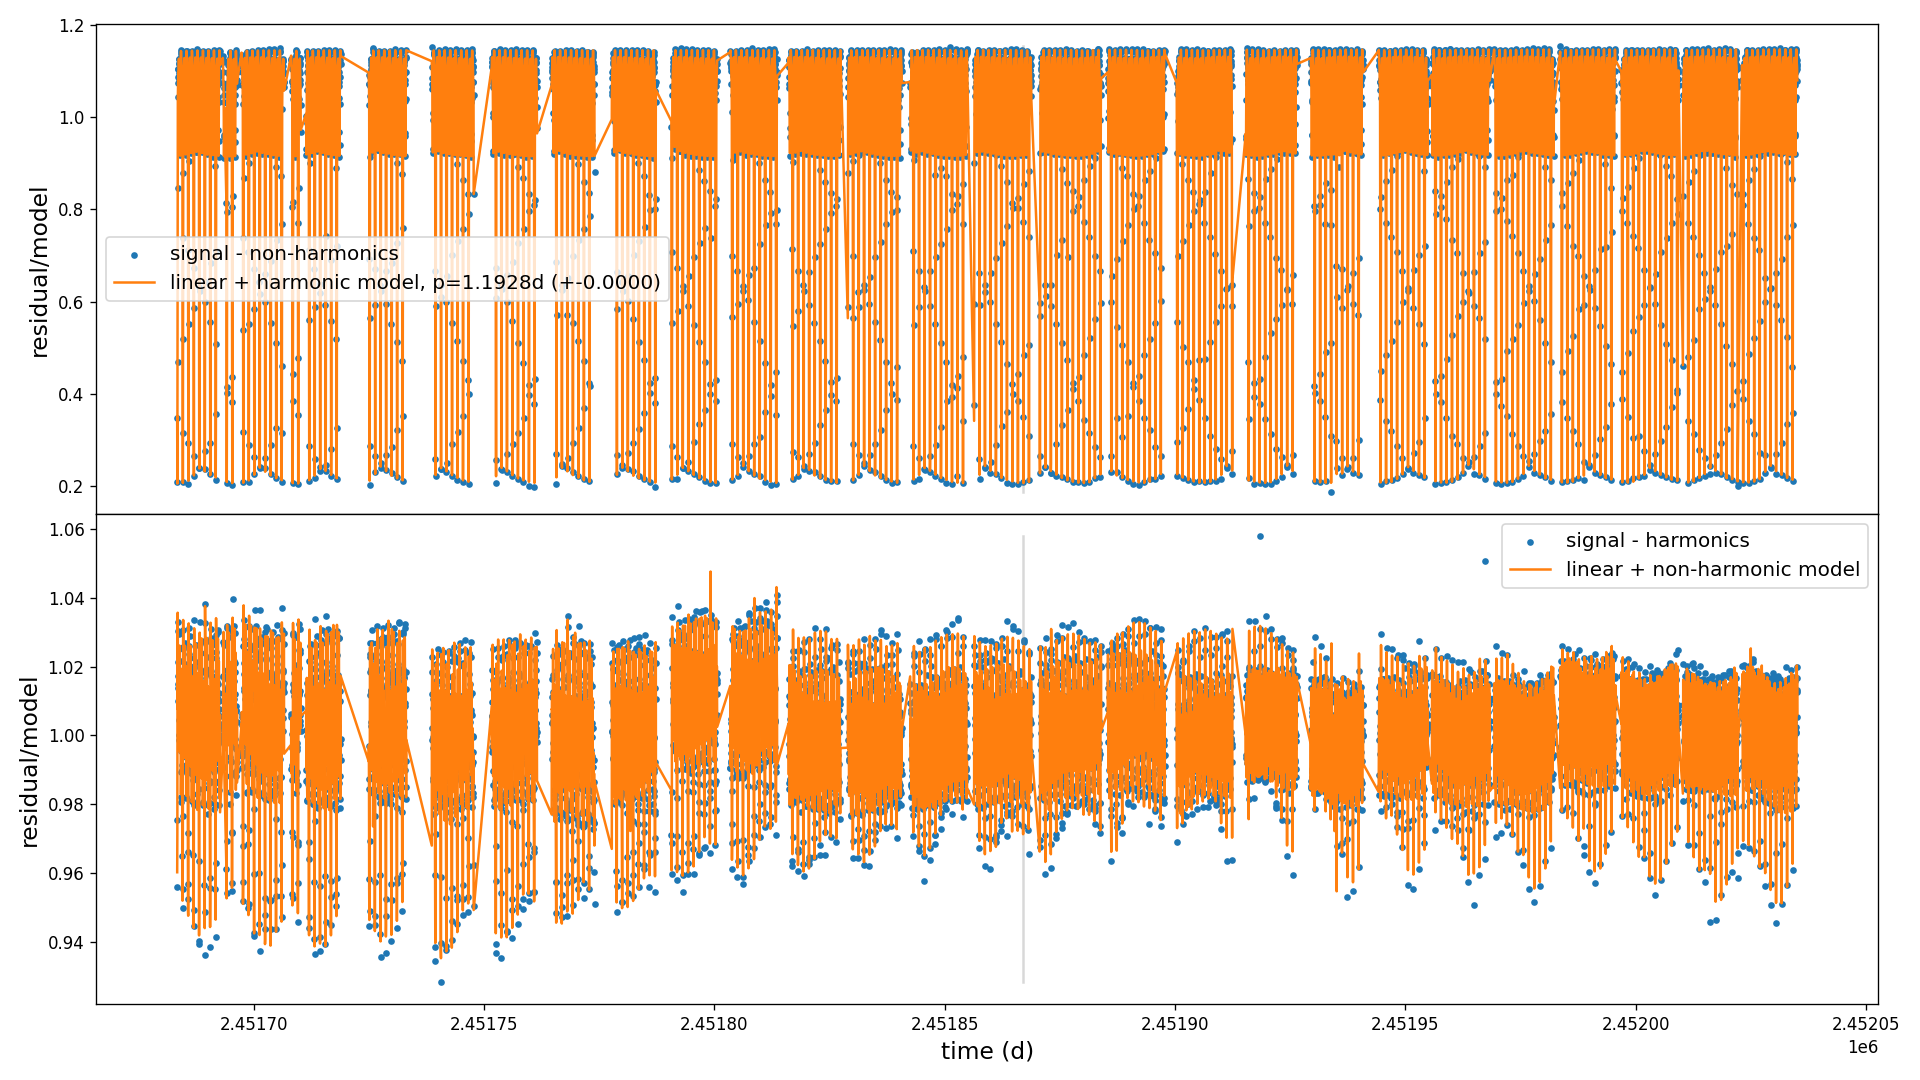 1.2
1.0
0.8
0.6
0.4
0.2
residual/model
signal - non-harmonics
linear + harmonic model, p=1.1928d (+-0.0000)
1.06
1.04
1.02
1.00
0.98
0.96
0.94
residual/model
signal - harmonics
linear + non-harmonic model
2.45170 2.45175 2.45180 2.45185 2.45190 2.45195 2.45200 2.45205
time (d)
1e6